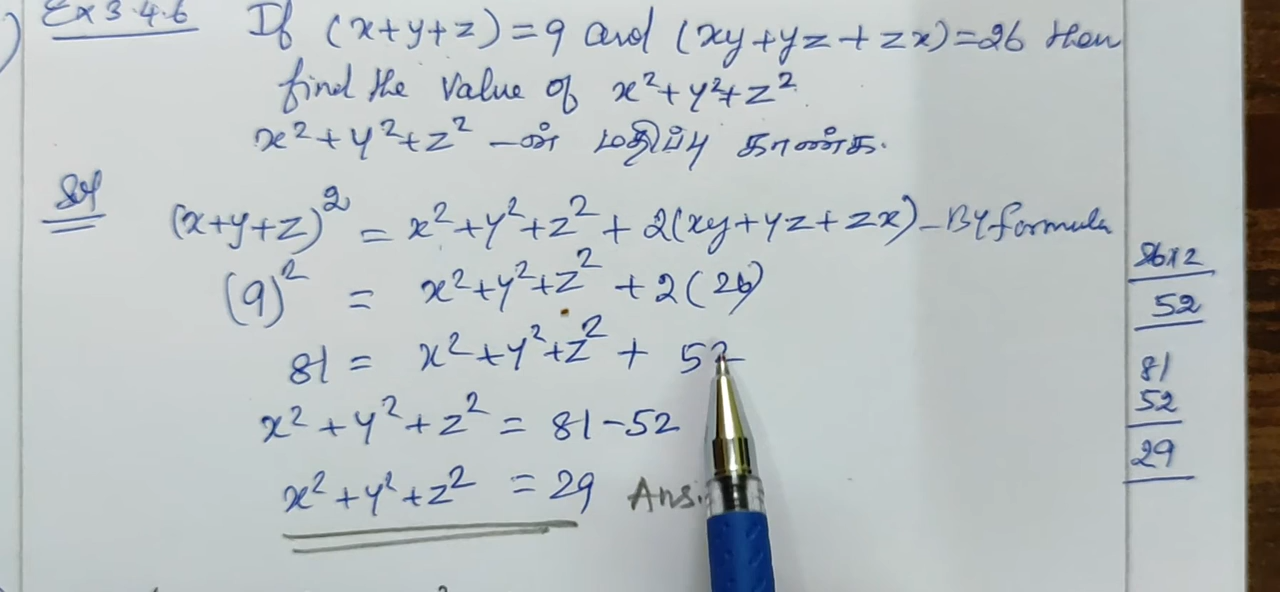 Ex 3.4.6 If (x+y+z)=9 and (xy+yz+zx)=26 then
find the value of x²+y²+z²
x²+y²+z² –ன் மதிப்பு காண்க.
Sol
(x+y+z)² = x²+y²+z²+2(xy+yz+zx) – By formula
(9)² = x²+y²+z²+2(26)
81 = x²+y²+z²+ 52
x²+y²+z² = 81–52
x²+y²+z² = 29 Ans.
26x2
52
81
52
29